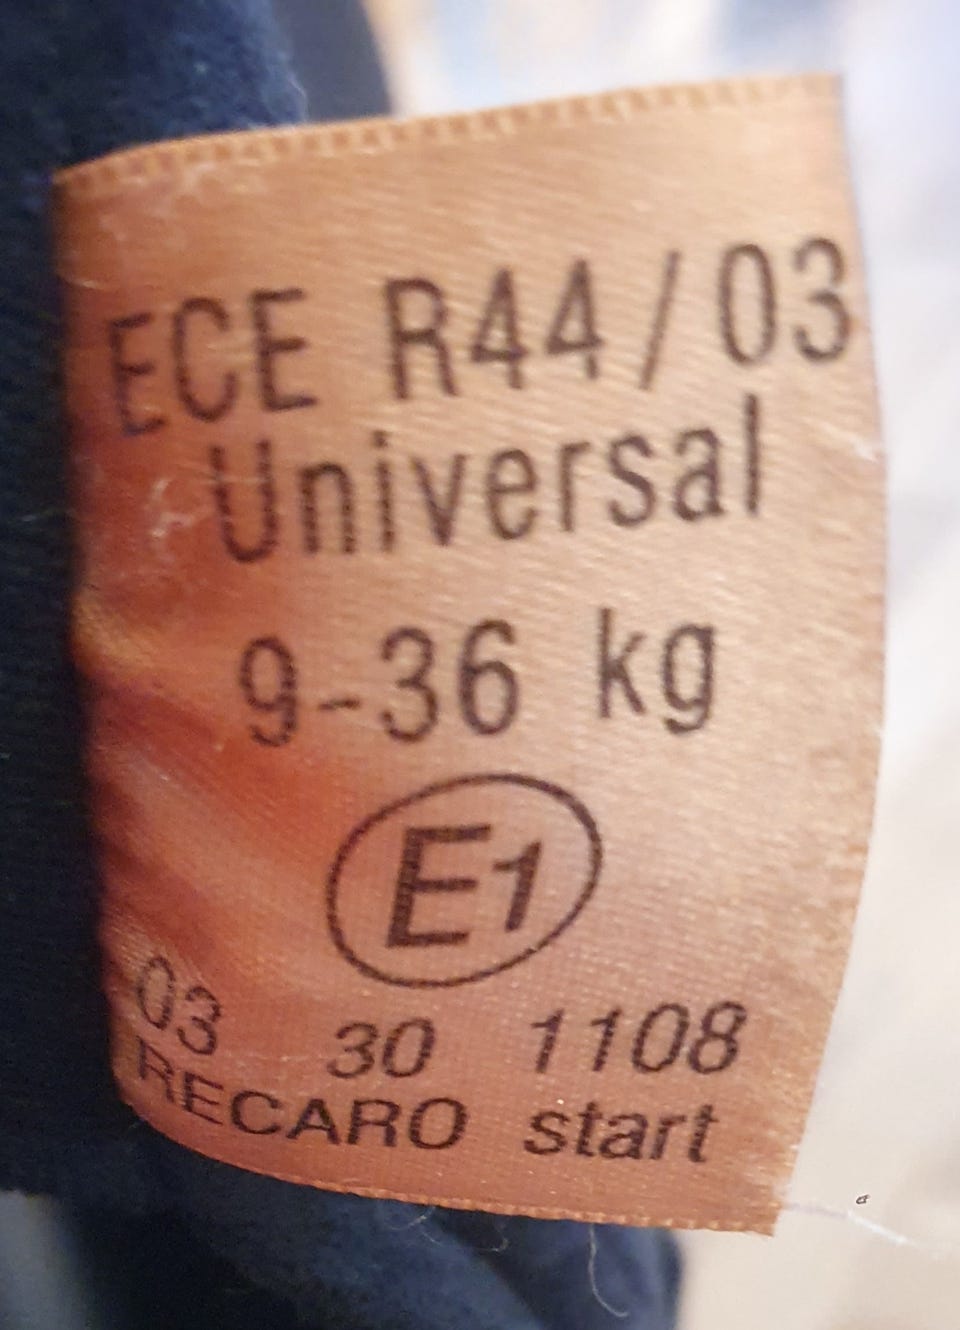 ECE R44/03
Universal
9-36 kg
E1
03 30 1108
RECARO start